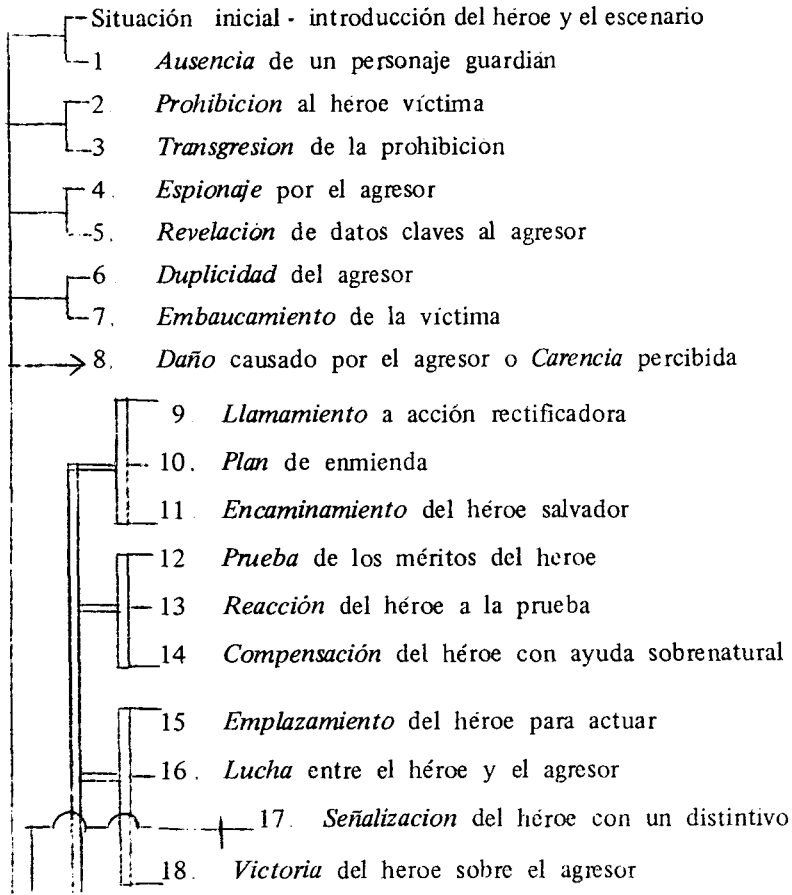 Situación inicial - introducción del héroe y el escenario
1 Ausencia de un personaje guardián
2. Prohibicion al héroe víctima
3 Transgresion de la prohibicion
4. Espionaje por el agresor
5. Revelación de datos claves al agresor
6 Duplicidad del agresor
7. Embaucamiento de la víctima
8. Daño causado por el agresor o Carencia percibida
9. Llamamiento a acción rectificadora
10. Plan de enmienda
11. Encaminamiento del héroe salvador
12 Prueba de los méritos del heroe
13 Reacción del héroe a la prueba
14 Compensación del héroe con ayuda sobrenatural
15 Emplazamiento del héroe para actuar
16. Lucha entre el héroe y el agresor
17. Señalizacion del héroe con un distintivo
18. Victoria del heroe sobre el agresor